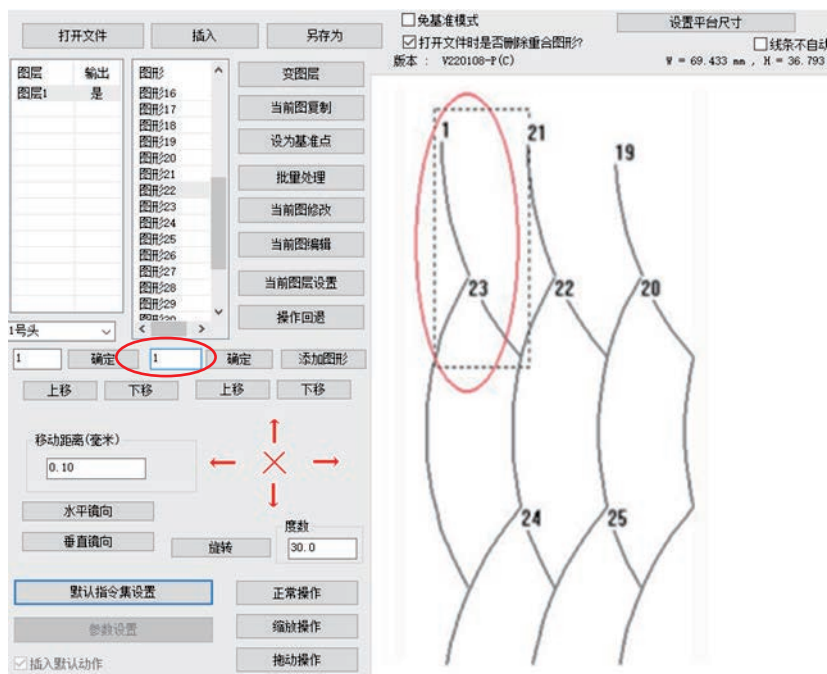 打开文件 插入 另存为
免基准模式 设置平台尺寸
打开文件时是否删除重合图形? 线条不自动
版本 : V220108-P(C) W = 69.433 mm , H = 36.793
图层 输出
图层1 是
图形
图形16
图形17
图形18
图形19
图形20
图形21
图形22
图形23
图形24
图形25
图形26
图形27
图形28
图形29
变图层
当前图复制
设为基准点
批量处理
当前图修改
当前图编辑
当前图层设置
操作回退
1号头
1 确定 1 确定 添加图形
上移 下移 上移 下移
移动距离(毫米)
0.10
水平镜向
垂直镜向 旋转
度数
30.0
默认指令集设置 正常操作
参数设置 缩放操作
插入默认动作 拖动操作
1 21 19
23 22 20
24 25